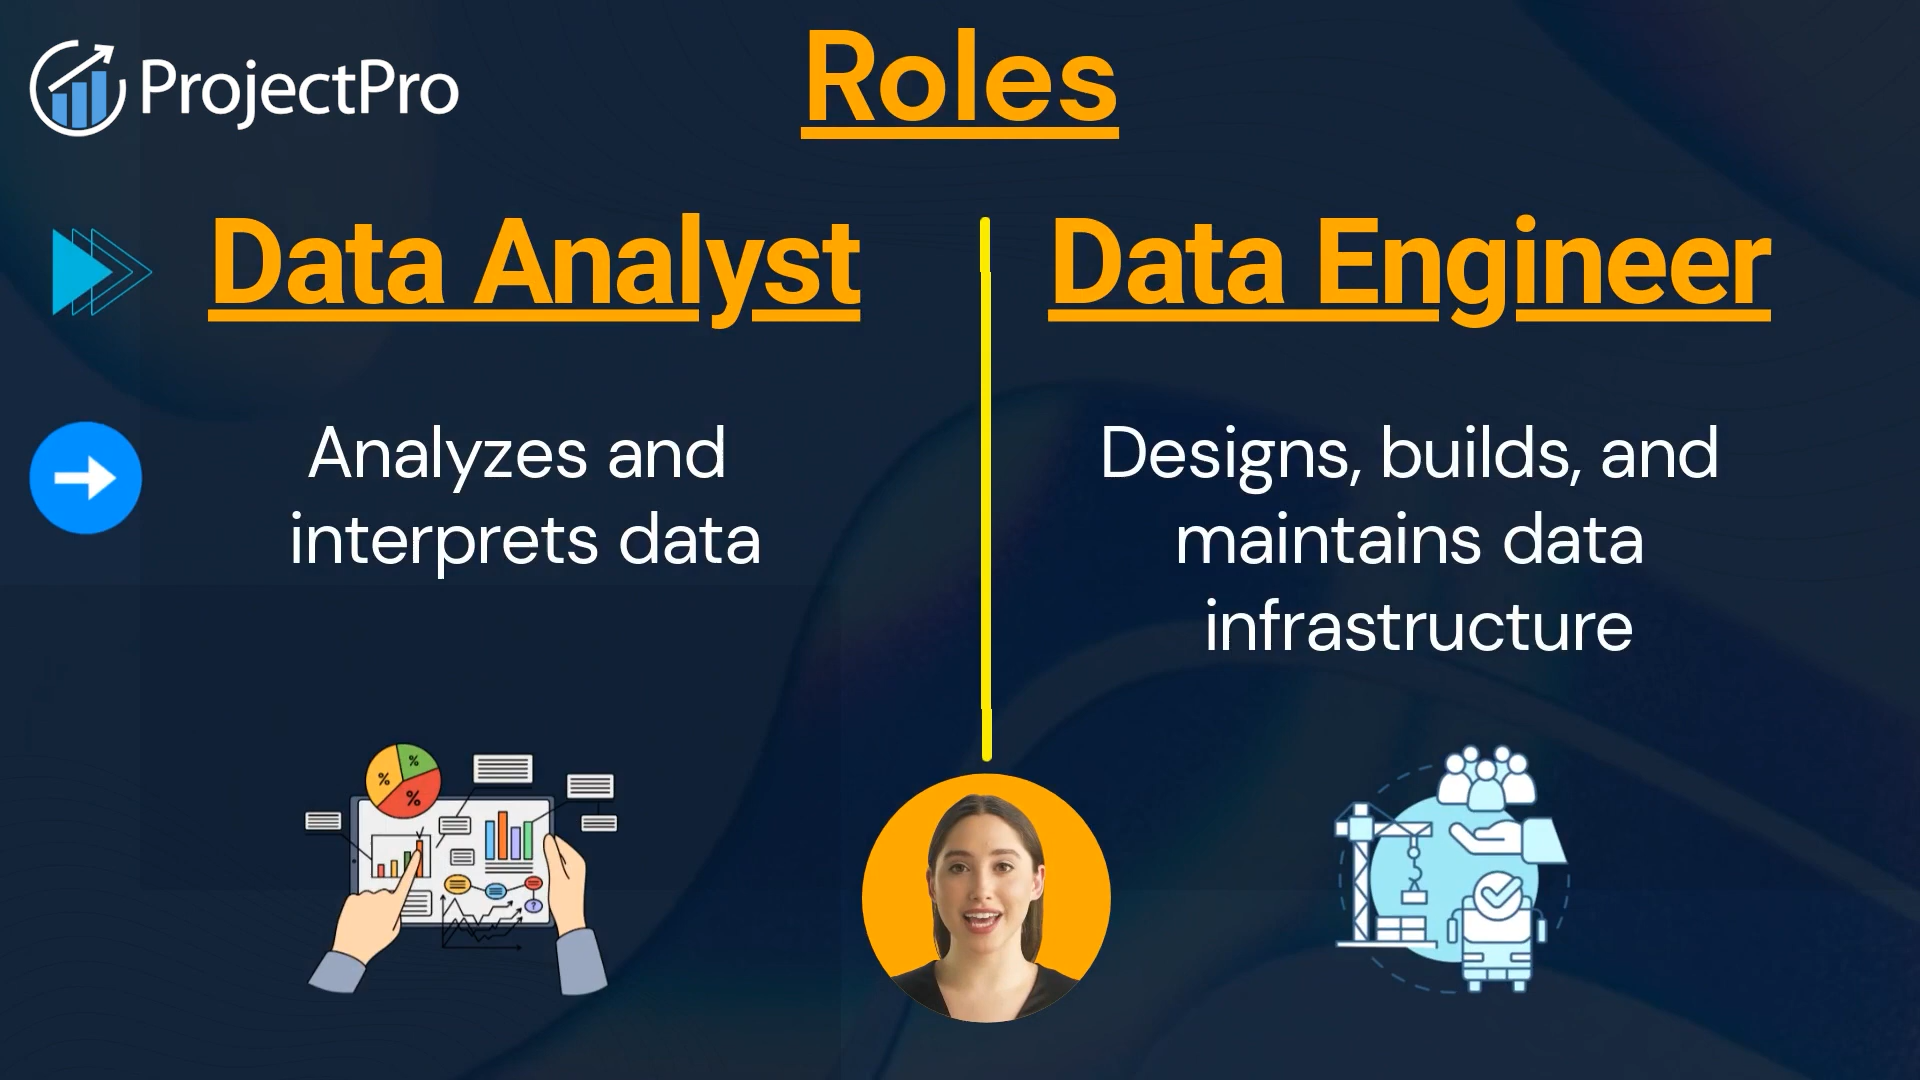 ProjectPro
Roles
Data Analyst
Data Engineer
Analyzes and
interprets data
Designs, builds, and
maintains data
infrastructure
%
%
%
?